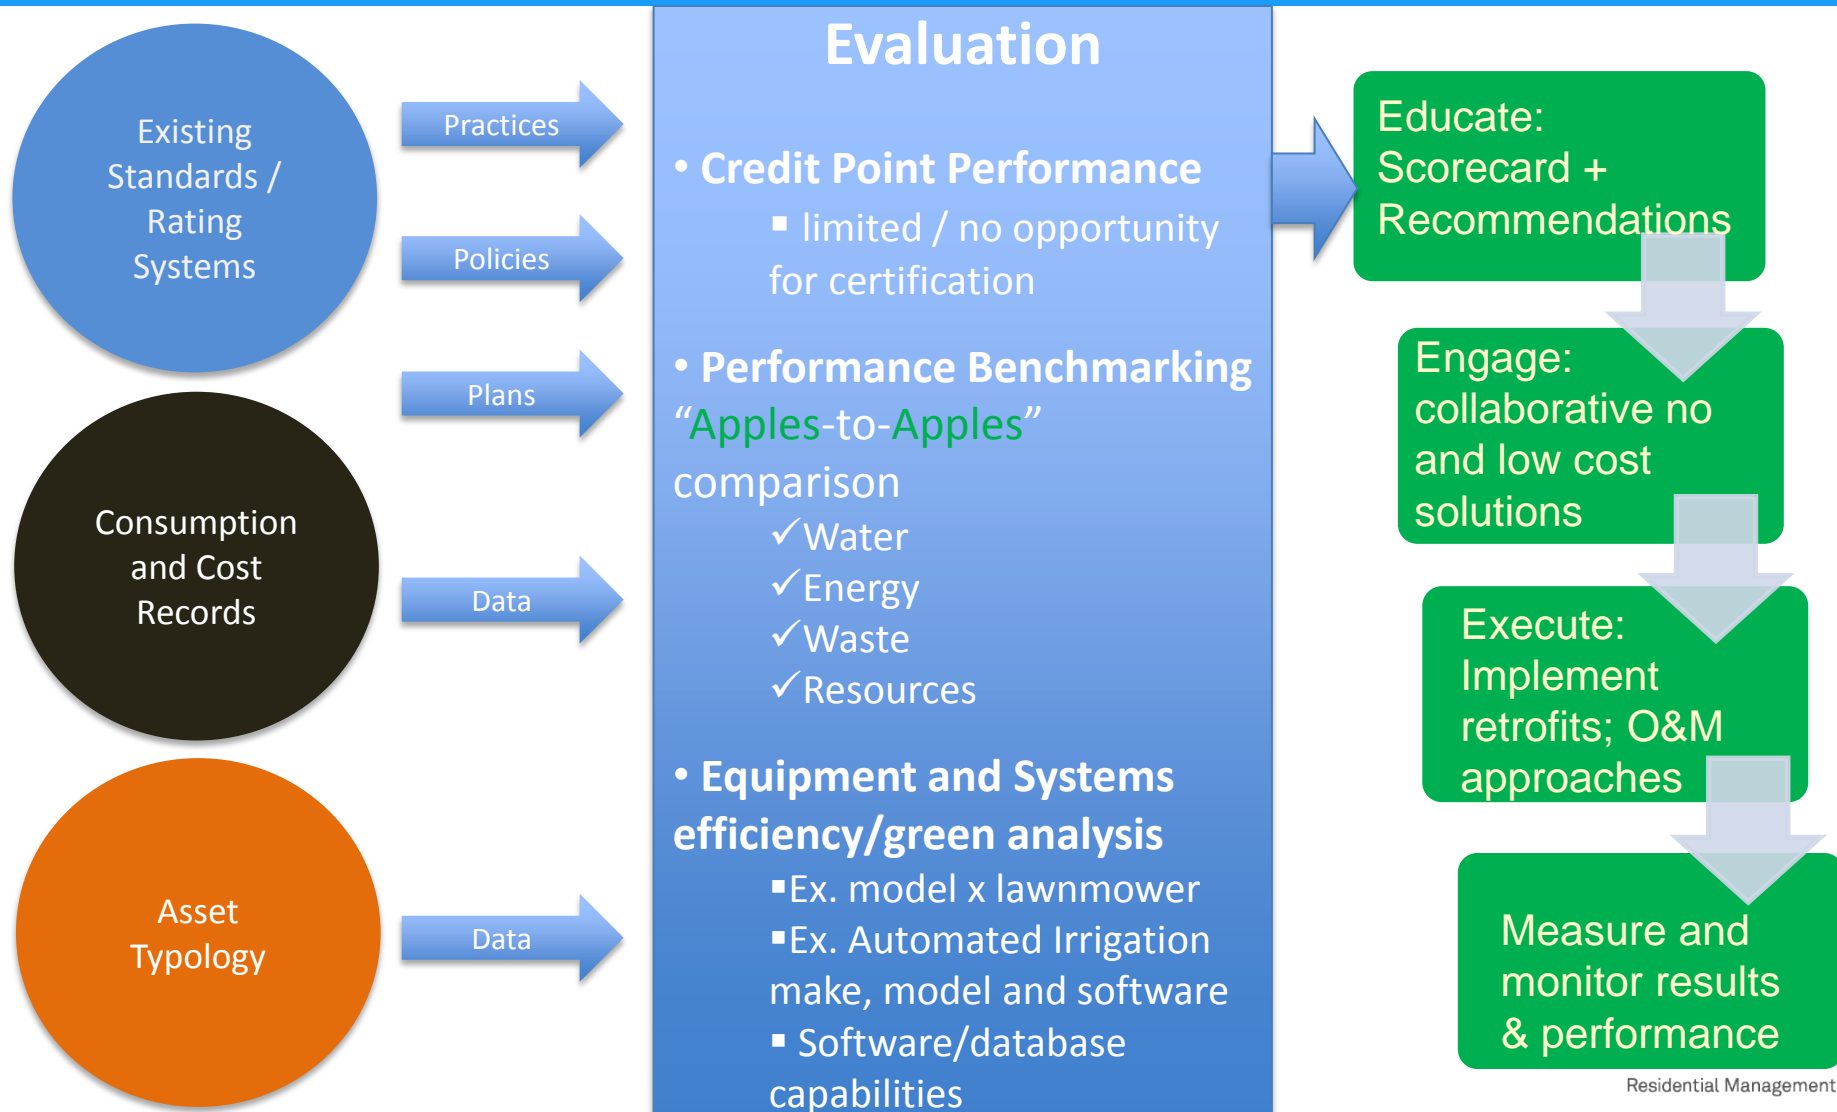 Existing
Standards /
Rating
Systems
Consumption
and Cost
Records
Asset
Typology
Practices
Policies
Plans
Data
Data
Evaluation
• Credit Point Performance
▪ limited / no opportunity
for certification
• Performance Benchmarking
“Apples-to-Apples”
comparison
✓Water
✓Energy
✓Waste
✓Resources
• Equipment and Systems
efficiency/green analysis
▪Ex. model x lawnmower
▪Ex. Automated Irrigation
make, model and software
▪ Software/database
capabilities
Educate:
Scorecard +
Recommendations
Engage:
collaborative no
and low cost
solutions
Execute:
Implement
retrofits; O&M
approaches
Measure and
monitor results
& performance
Residential Management